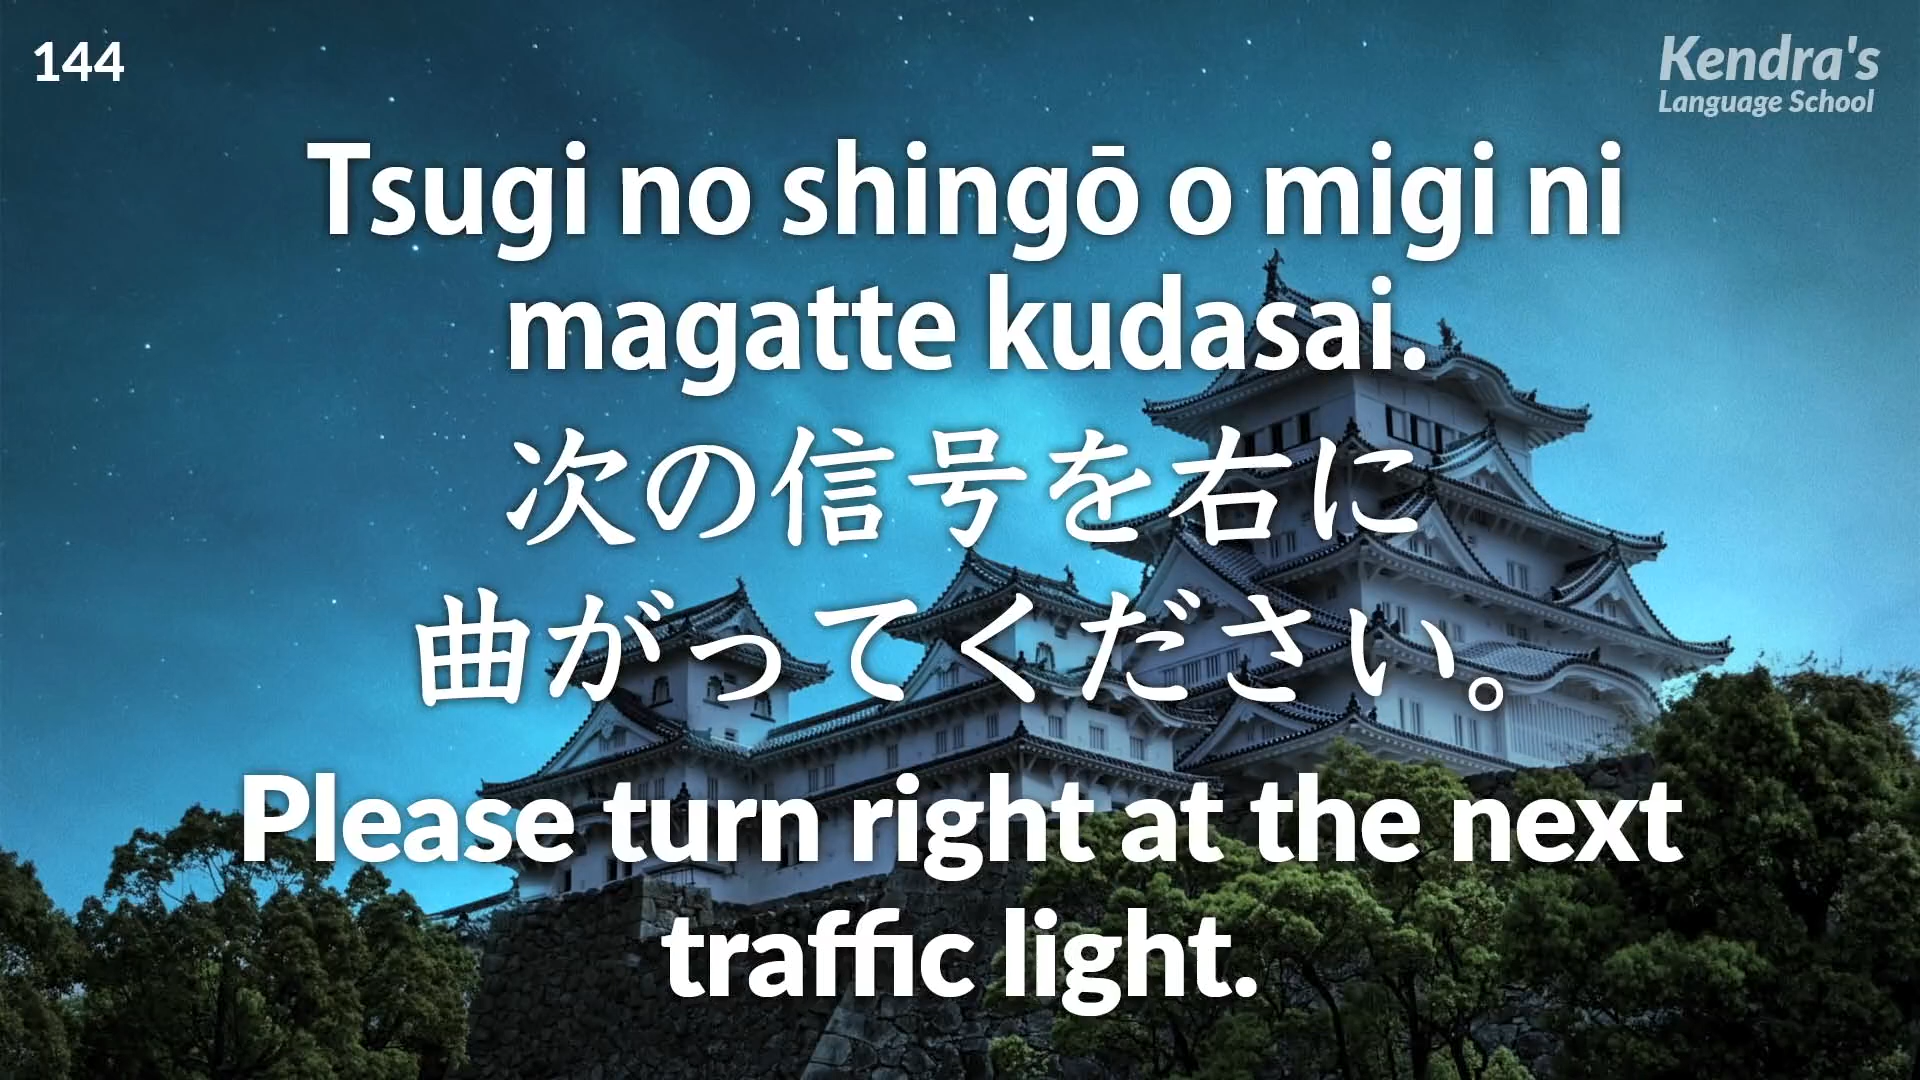 144
Kendra's
Language School
Tsugi no shingō o migi ni
magatte kudasai.
次の信号を右に
曲がってください。
Please turn right at the next
traffic light.